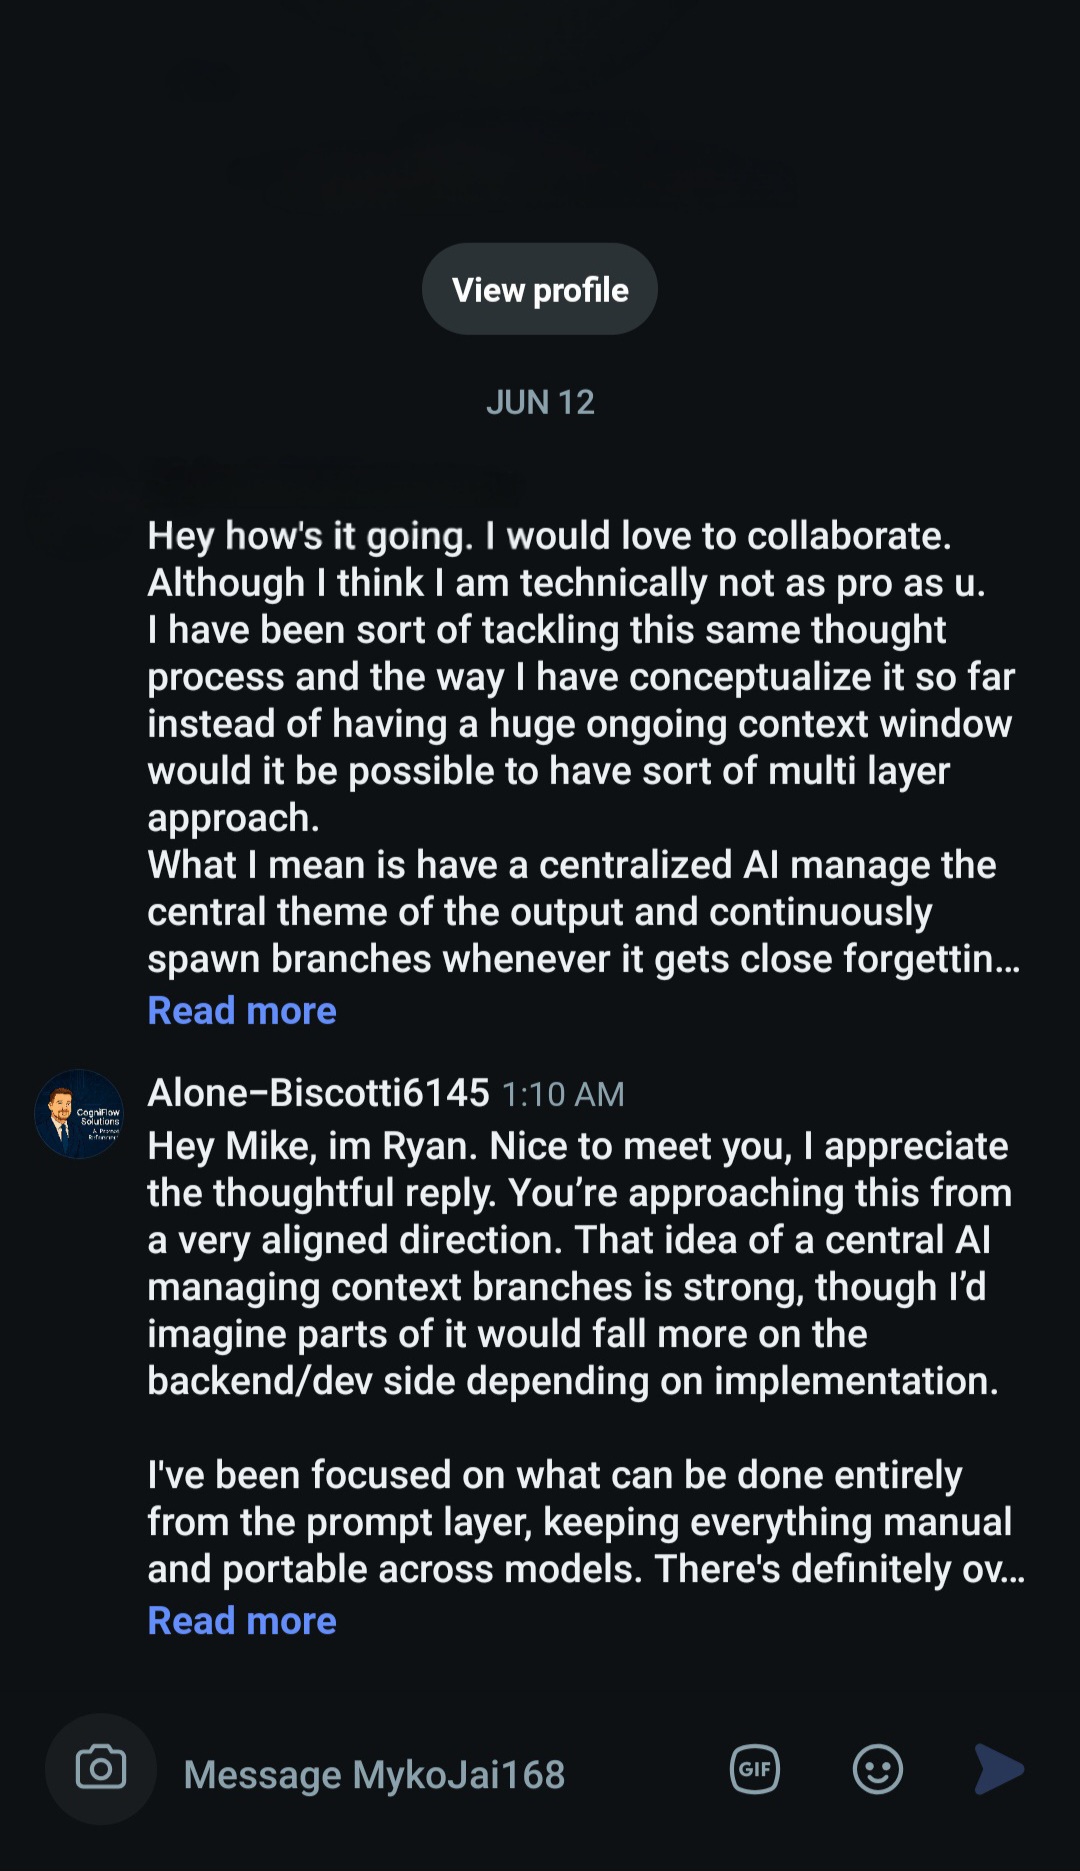 View profile
JUN 12
Hey how's it going. I would love to collaborate.
Although I think I am technically not as pro as u.
I have been sort of tackling this same thought
process and the way I have conceptualize it so far
instead of having a huge ongoing context window
would it be possible to have sort of multi layer
approach.
What I mean is have a centralized AI manage the
central theme of the output and continuously
spawn branches whenever it gets close forgettin...
Read more
Alone-Biscotti6145 1:10 AM
CogniFlow
Solutions
Hey Mike, im Ryan. Nice to meet you, I appreciate
the thoughtful reply. You’re approaching this from
a very aligned direction. That idea of a central AI
managing context branches is strong, though I’d
imagine parts of it would fall more on the
backend/dev side depending on implementation.
I've been focused on what can be done entirely
from the prompt layer, keeping everything manual
and portable across models. There's definitely ov...
Read more
Message MykoJai168
GIF